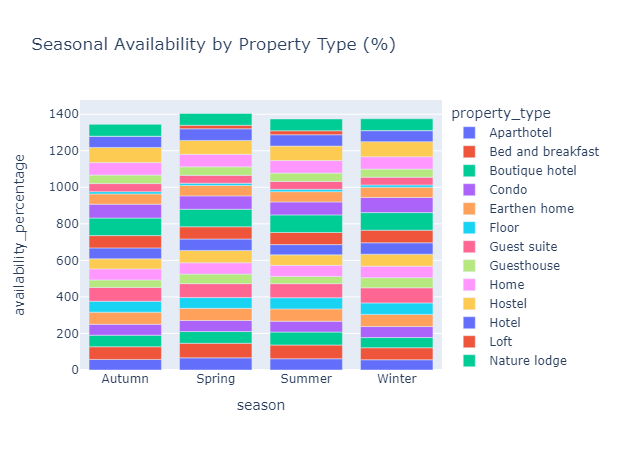 Seasonal Availability by Property Type (%)
1400
1200
1000
800
600
400
200
0
availability_percentage
Autumn
Spring
Summer
Winter
season
property_type
Aparthotel
Bed and breakfast
Boutique hotel
Condo
Earthen home
Floor
Guest suite
Guesthouse
Home
Hostel
Hotel
Loft
Nature lodge